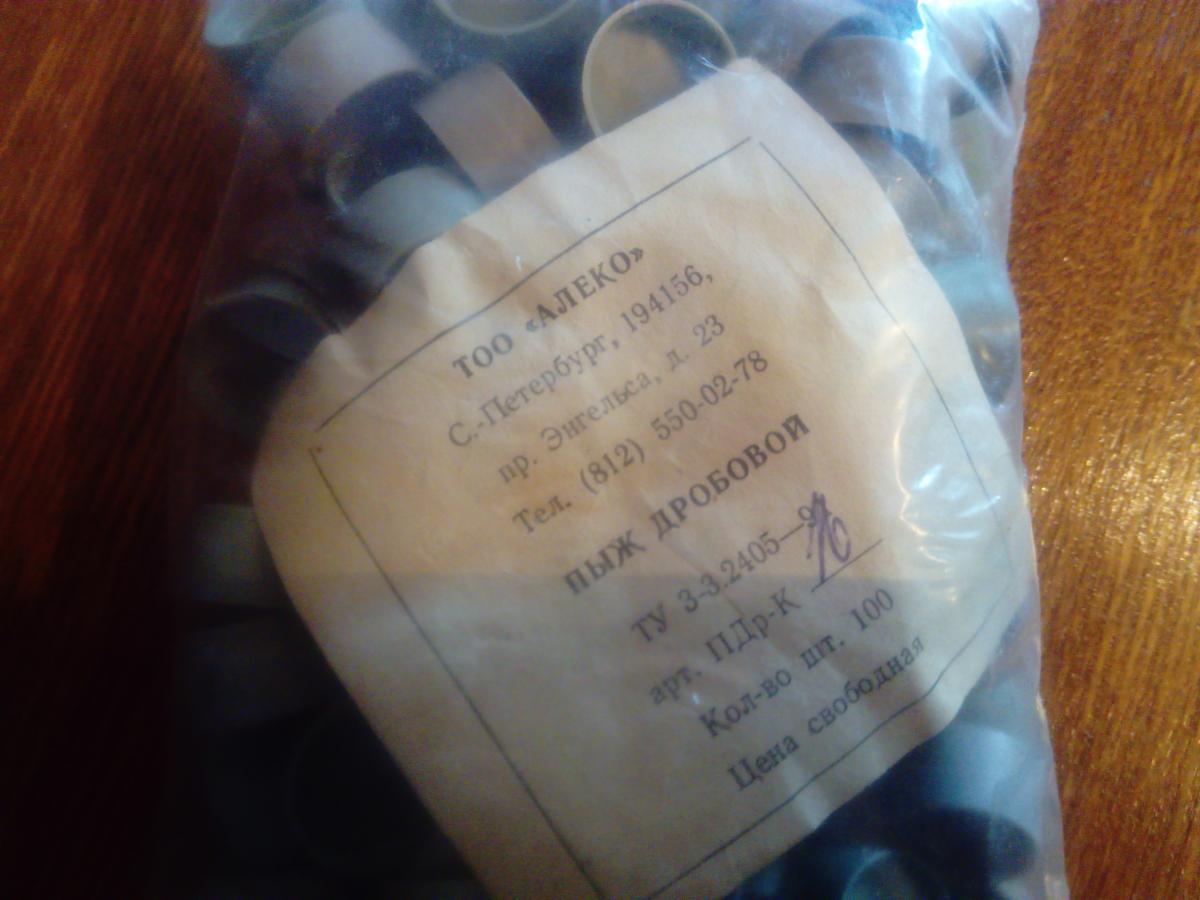 ТОО «АЛЕКО»
С.-Петербург, 194156,
пр. Энгельса, д. 23
Тел. (812) 550-02-78
ПЫЖ ДРОБОВОЙ
ТУ 3-3.2405—
арт. ПДр-К
Кол-во шт. 100
Цена свободная